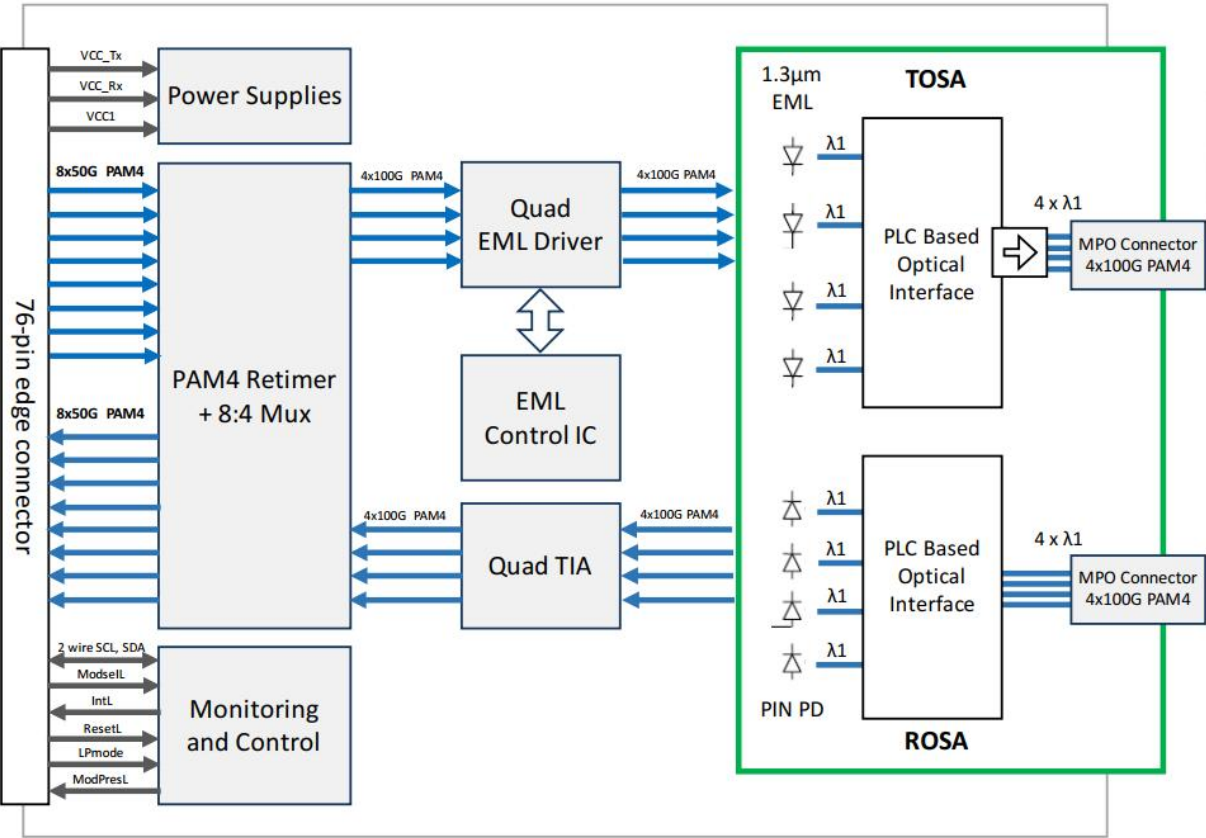 76-pin edge connector
VCC_Tx
VCC_Rx
VCC1
Power Supplies
8x50G PAM4
8x50G PAM4
PAM4 Retimer
+ 8:4 Mux
4x100G PAM4
Quad
EML Driver
4x100G PAM4
EML
Control IC
4x100G PAM4
Quad TIA
4x100G PAM4
2 wire SCL, SDA
ModselL
IntL
ResetL
LPmode
ModPresL
Monitoring
and Control
1.3μm
EML
TOSA
λ1
λ1
λ1
λ1
PLC Based
Optical
Interface
4 x λ1
MPO Connector
4x100G PAM4
λ1
λ1
λ1
λ1
PLC Based
Optical
Interface
4 x λ1
MPO Connector
4x100G PAM4
PIN PD
ROSA